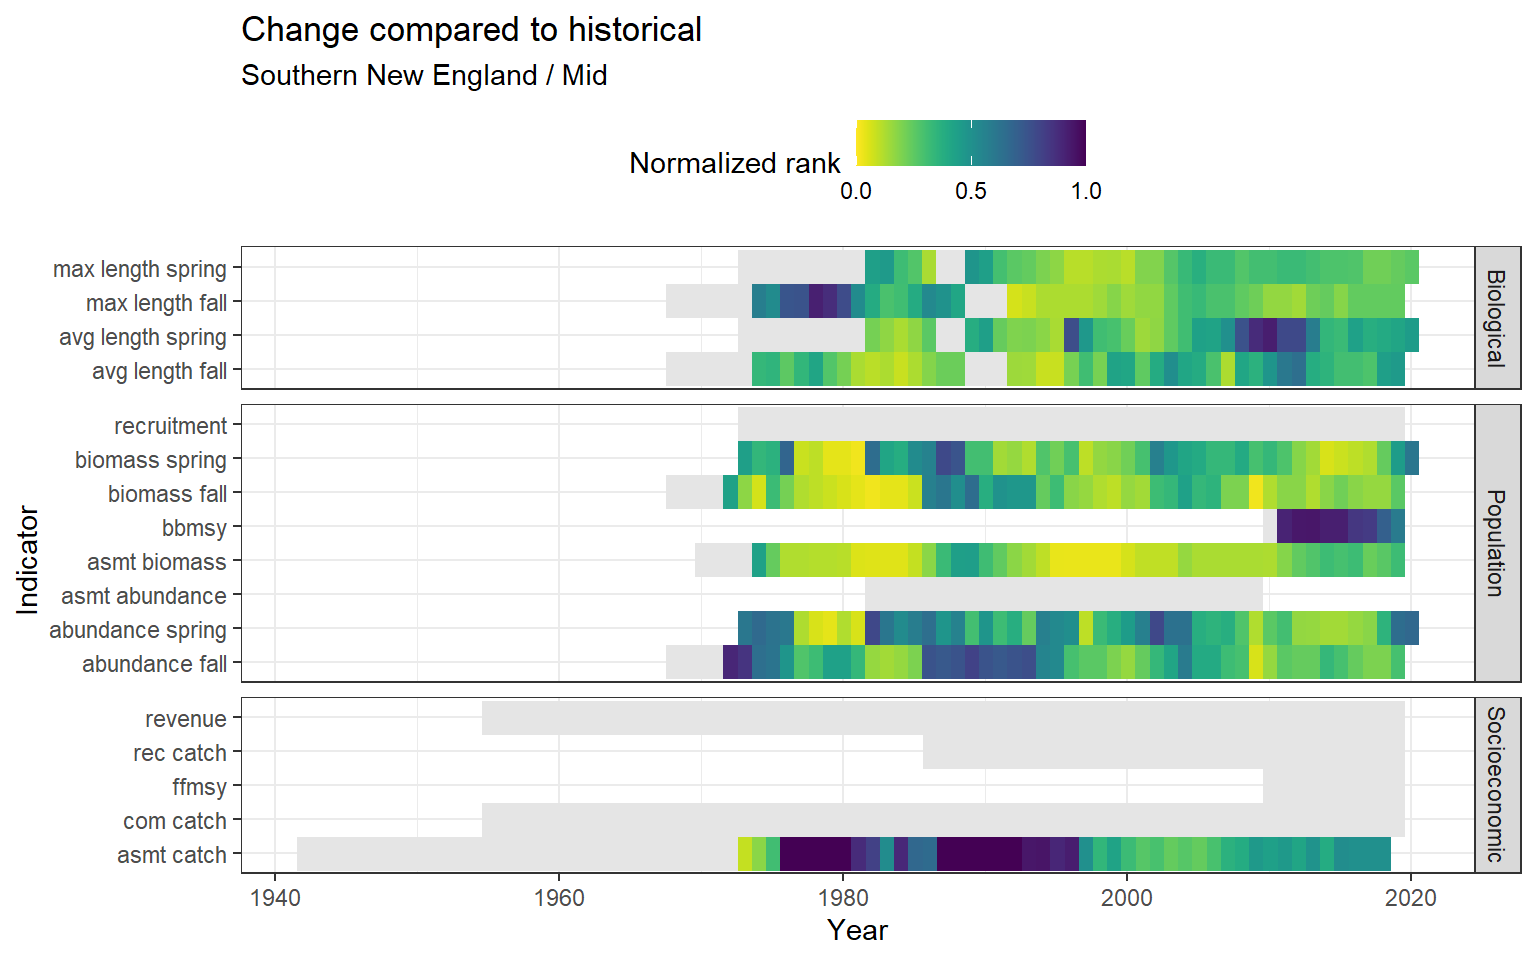 Change compared to historical
Southern New England / Mid
Normalized rank
0.0 0.5 1.0
max length spring
max length fall
avg length spring
avg length fall
Biological
recruitment
biomass spring
biomass fall
bbmsy
asmt biomass
asmt abundance
abundance spring
abundance fall
Population
revenue
rec catch
ffmsy
com catch
asmt catch
Socioeconomic
Indicator
1940 1960 1980 2000 2020
Year